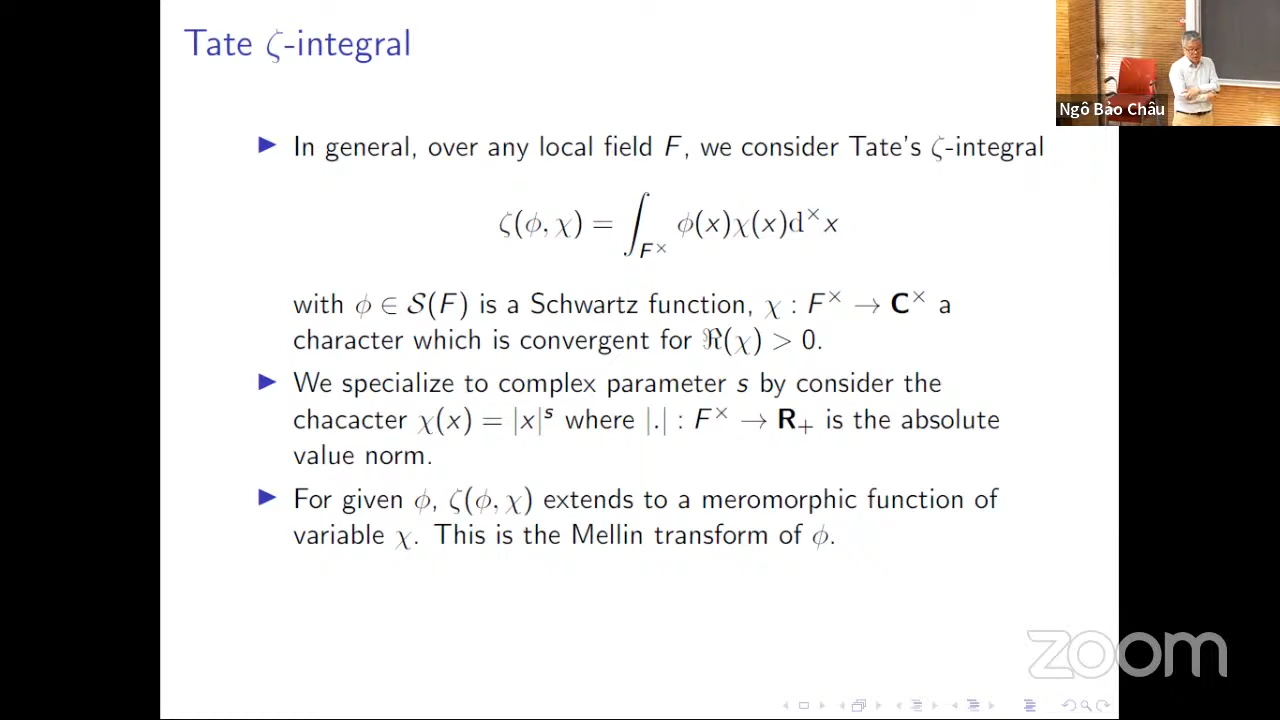 Tate ζ-integral
Ngô Bảo Châu
▶ In general, over any local field F, we consider Tate's ζ-integral
ζ(ϕ, χ) = ∫_{F^×} ϕ(x)χ(x)d^×x
with ϕ ∈ 𝒮(F) is a Schwartz function, χ : F^× → C^× a
character which is convergent for ℜ(χ) > 0.
▶ We specialize to complex parameter s by consider the
chacacter χ(x) = |x|^s where |.| : F^× → R₊ is the absolute
value norm.
▶ For given ϕ, ζ(ϕ, χ) extends to a meromorphic function of
variable χ. This is the Mellin transform of ϕ.
zoom